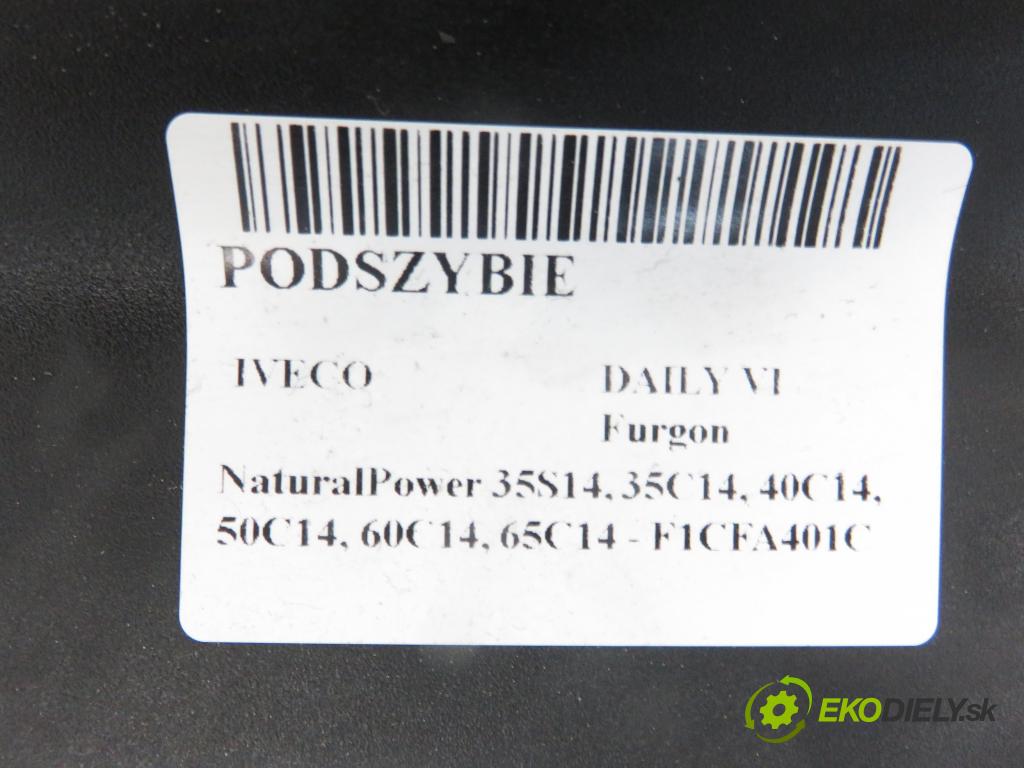 PODSZYBIE
IVECO DAILY VI
Furgon
NaturalPower 35S14, 35C14, 40C14,
50C14, 60C14, 65C14 - F1CFA401C
EKODIELY.sk